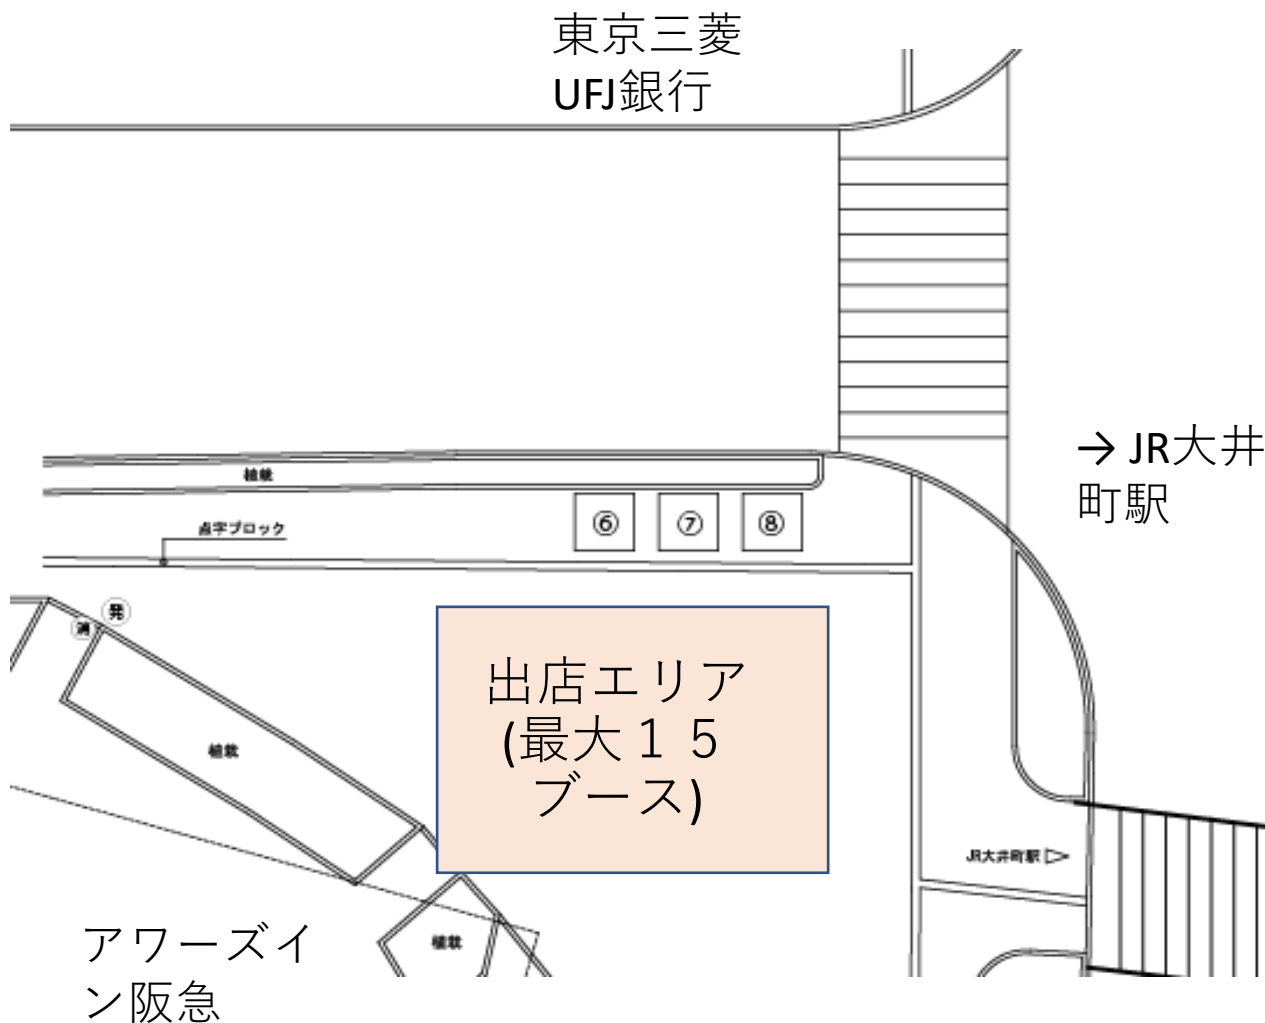 東京三菱
UFJ銀行
→ JR大井
町駅
植栽
⑥ ⑦ ⑧
点字ブロック
発
消
出店エリア
(最大１５
ブース)
植栽
JR大井町駅
植栽
アワーズイ
ン阪急